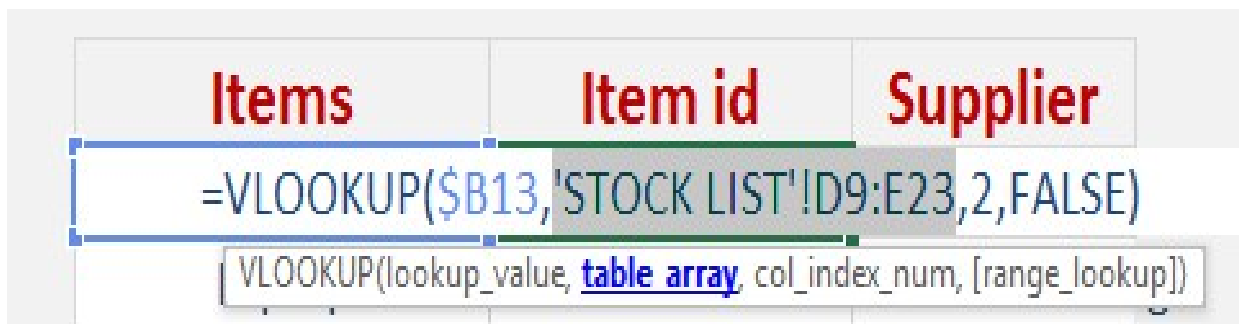 Items Item id Supplier
=VLOOKUP($B13,'STOCK LIST'!D9:E23,2,FALSE)
VLOOKUP(lookup_value, table_array, col_index_num, [range_lookup])